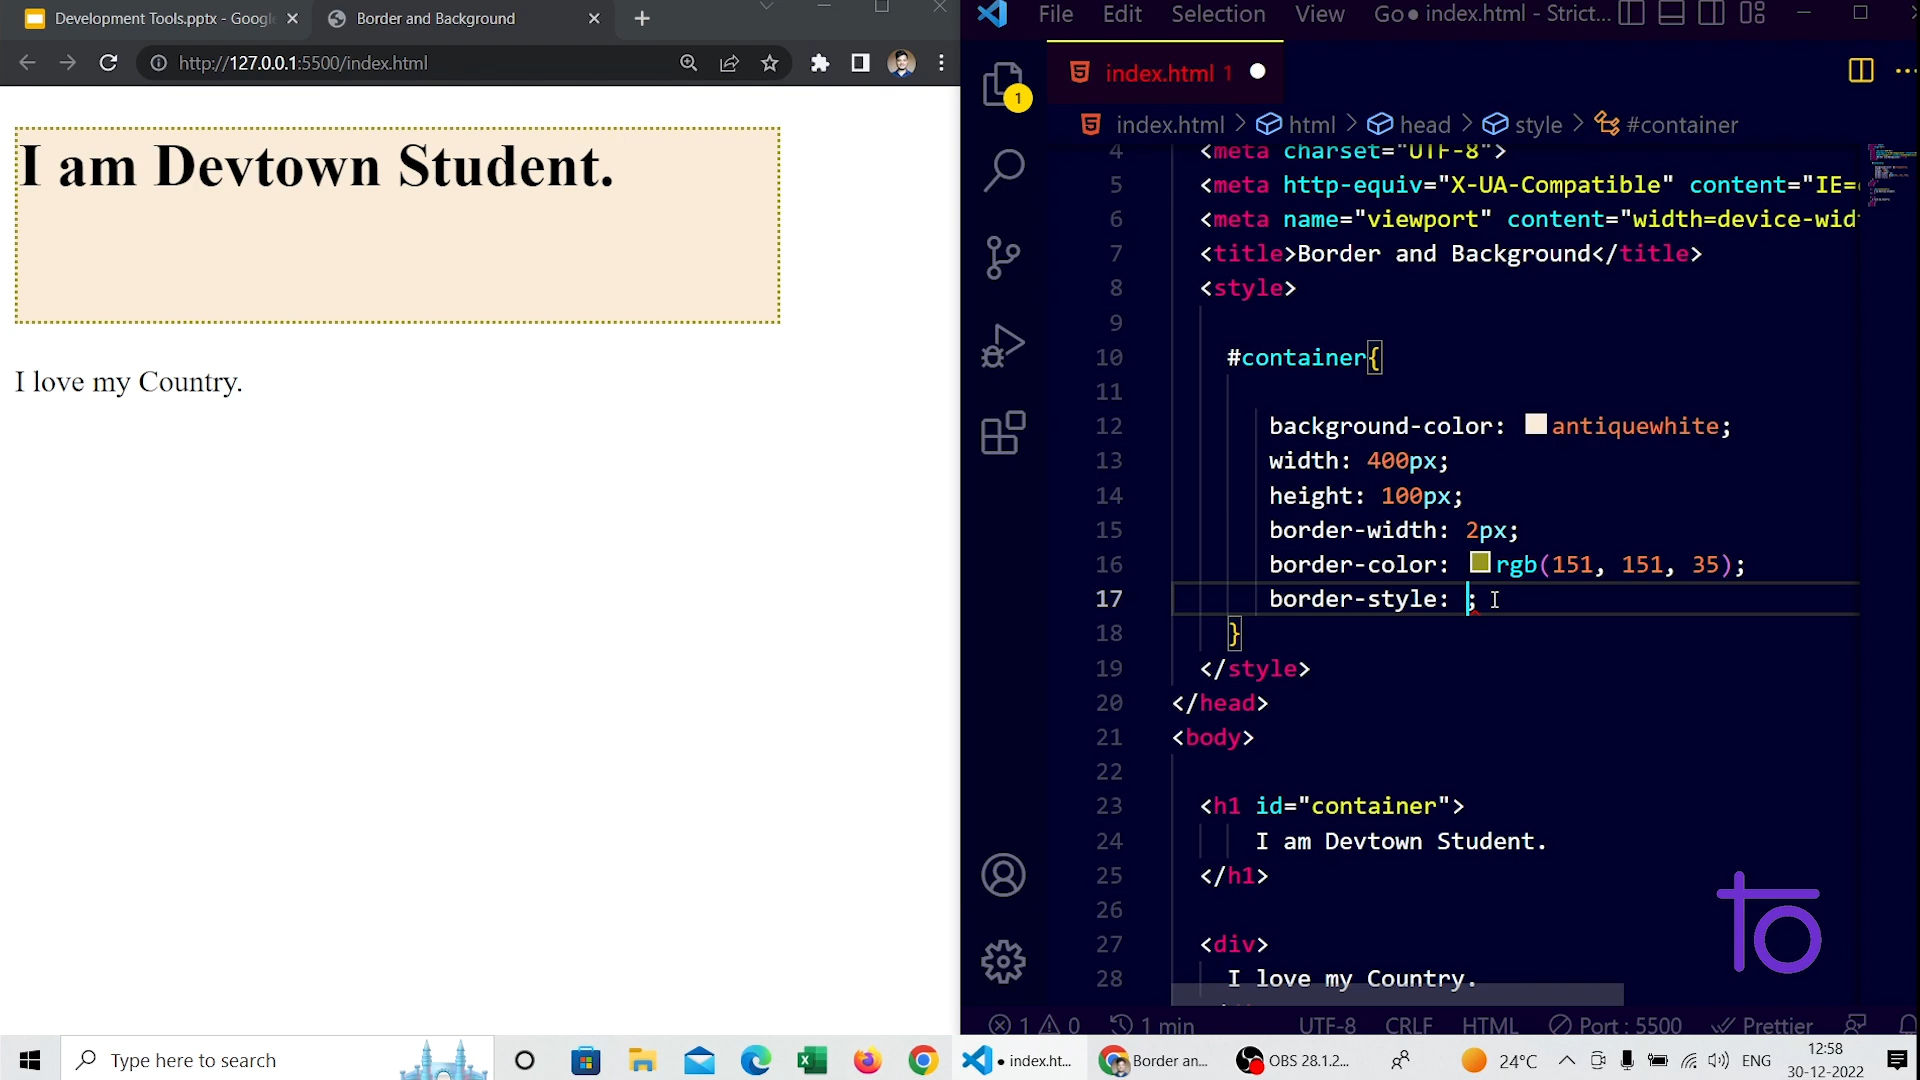 Development Tools.pptx - Googl
Border and Background
http://127.0.0.1:5500/index.html
I am Devtown Student.
I love my Country.
File Edit Selection View Go
index.html - Strict...
index.html 1
1
index.html > html > head > style > #container
4 <meta charset="UTF-8">
5 <meta http-equiv="X-UA-Compatible" content="IE=
6 <meta name="viewport" content="width=device-wid
7 <title>Border and Background</title>
8 <style>
9
10 #container{
11
12 background-color: antiquewhite;
13 width: 400px;
14 height: 100px;
15 border-width: 2px;
16 border-color: rgb(151, 151, 35);
17 border-style: ;
18 }
19 </style>
20 </head>
21 <body>
22
23 <h1 id="container">
24 I am Devtown Student.
25 </h1>
26
27 <div>
28 I love my Country.
1 0 1 min UTF-8 CRLF HTML Port : 5500 Prettier
Type here to search
index.ht...
Border an...
OBS 28.1.2...
24°C
ENG
12:58
30-12-2022